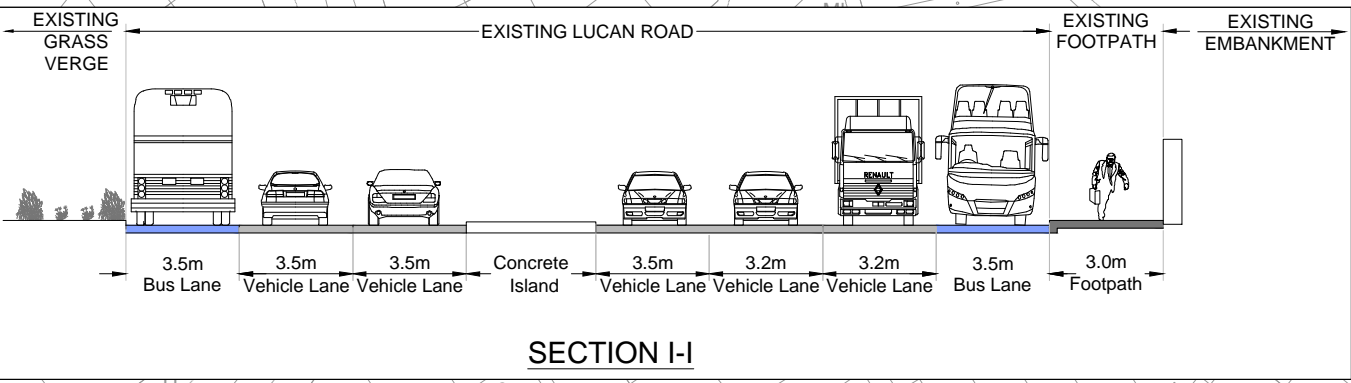 EXISTING
GRASS
VERGE
EXISTING LUCAN ROAD
EXISTING
FOOTPATH
EXISTING
EMBANKMENT
RENAULT
3.5m
Bus Lane
3.5m
Vehicle Lane
3.5m
Vehicle Lane
Concrete
Island
3.5m
Vehicle Lane
3.2m
Vehicle Lane
3.2m
Vehicle Lane
3.5m
Bus Lane
3.0m
Footpath
SECTION I-I